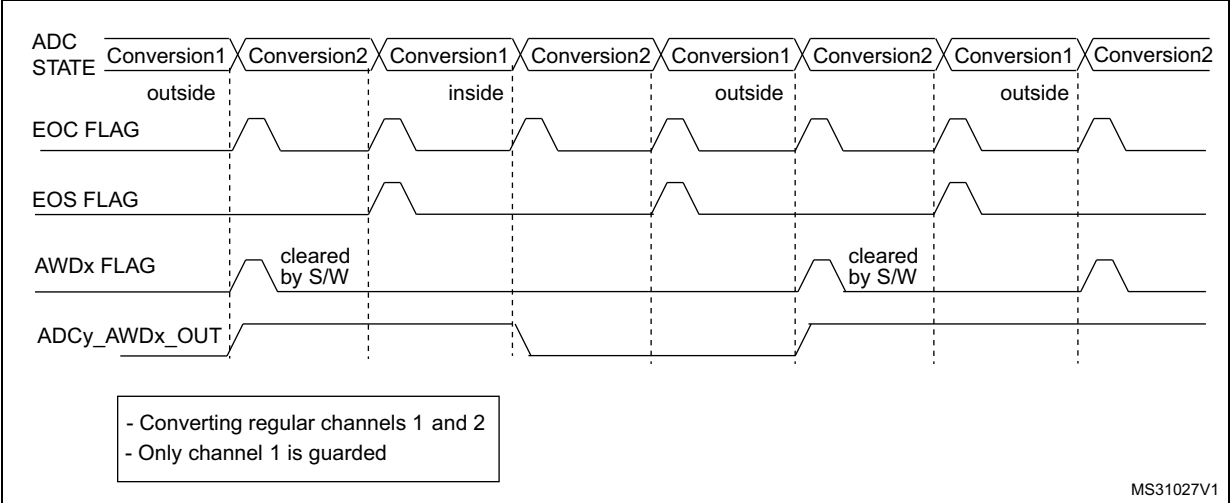 ADC
STATE
Conversion1 Conversion2 Conversion1 Conversion2 Conversion1 Conversion2 Conversion1 Conversion2
outside inside outside outside
EOC FLAG
EOS FLAG
AWDx FLAG
cleared
by S/W
cleared
by S/W
ADCy_AWDx_OUT
- Converting regular channels 1 and 2
- Only channel 1 is guarded
MS31027V1